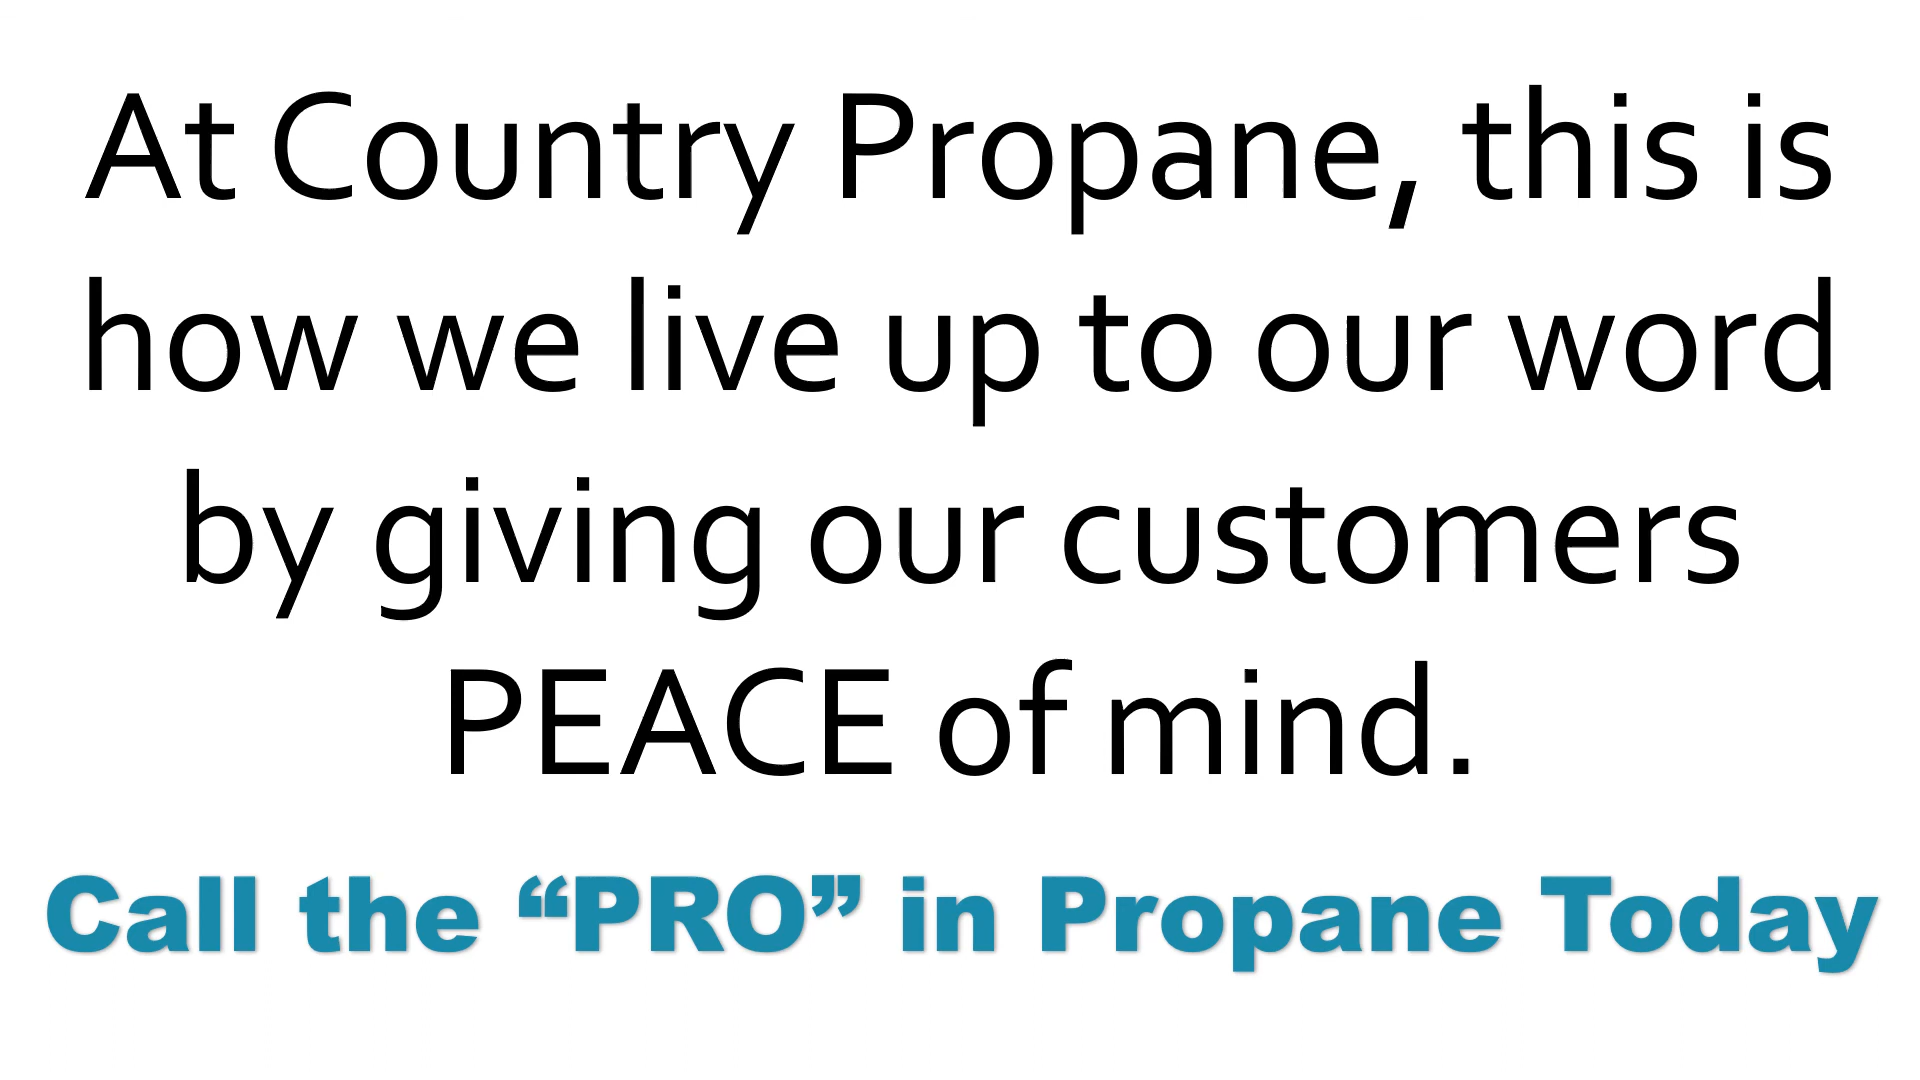 At Country Propane, this is
how we live up to our word
by giving our customers
PEACE of mind.
Call the “PRO” in Propane Today